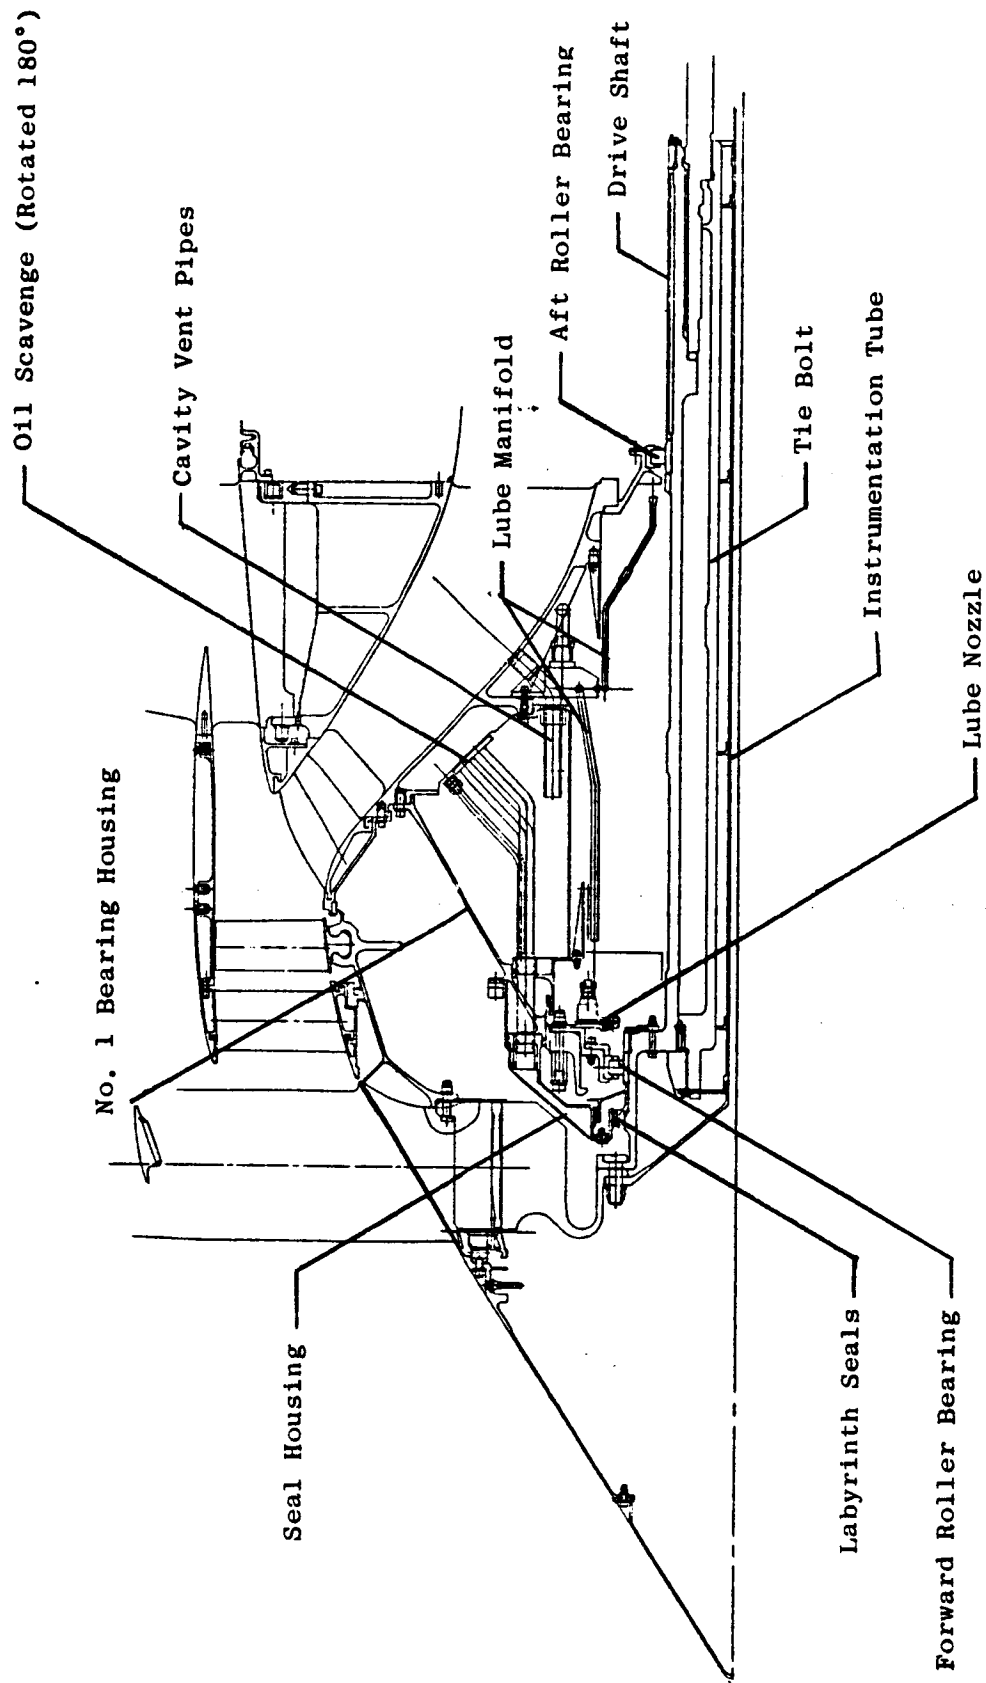 Oil Scavenge (Rotated 180°)
Cavity Vent Pipes
No. 1 Bearing Housing
Lube Manifold
Aft Roller Bearing
Drive Shaft
Seal Housing
Tie Bolt
Instrumentation Tube
Lube Nozzle
Labyrinth Seals
Forward Roller Bearing